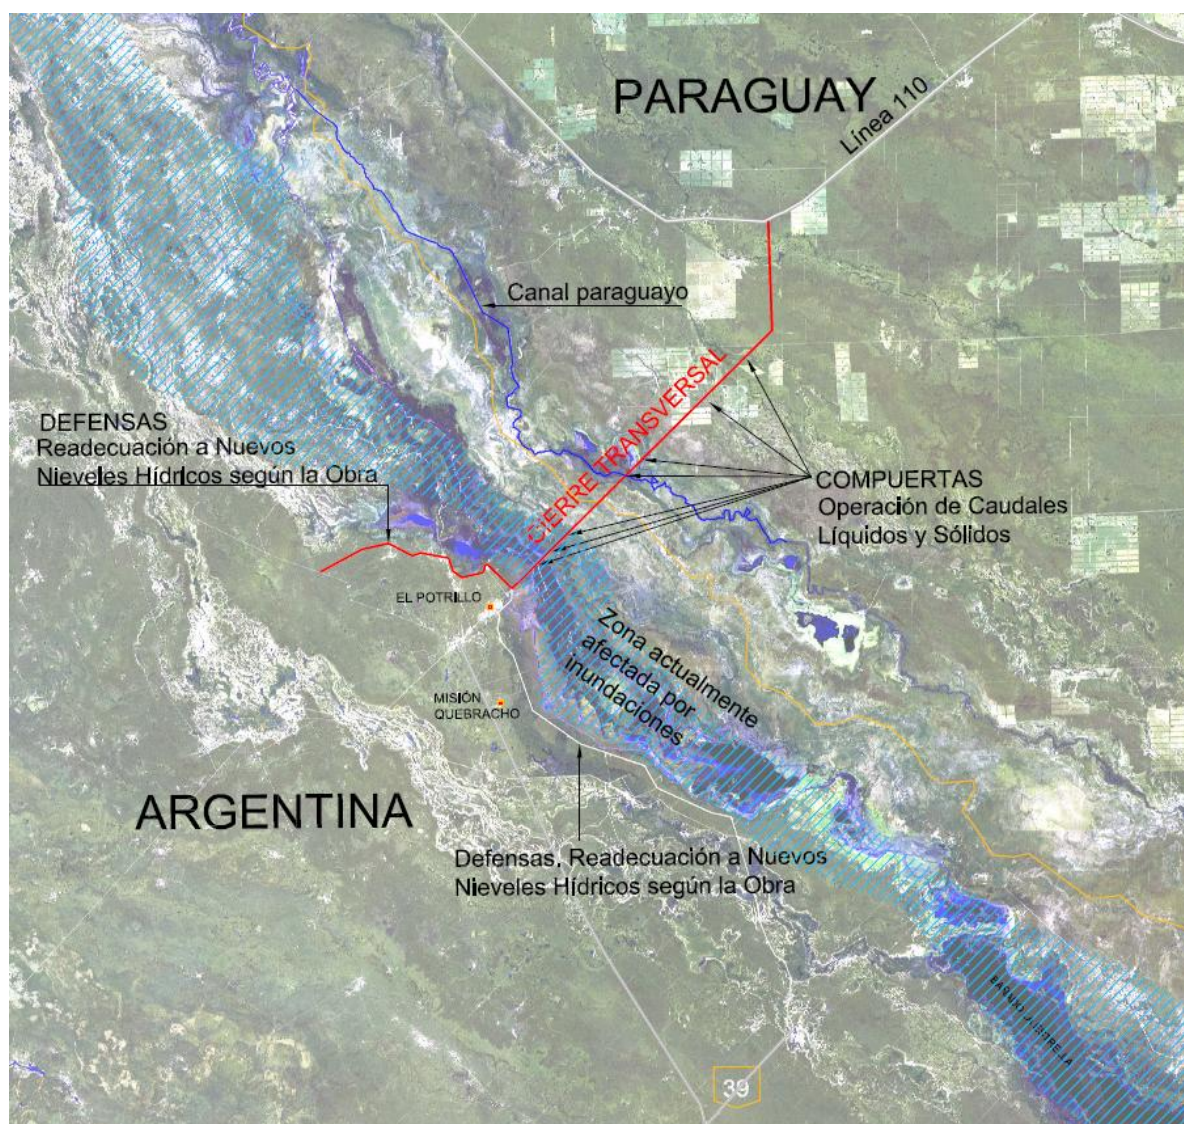 PARAGUAY
Línea 110
Canal paraguayo
CIERRE TRANSVERSAL
DEFENSAS
Readecuación a Nuevos
Nieveles Hídricos según la Obra
COMPUERTAS
Operación de Caudales
Líquidos y Sólidos
EL POTRILLO
Zona actualmente
afectada por
inundaciones
MISIÓN
QUEBRACHO
ARGENTINA
Defensas, Readecuación a Nuevos
Nieveles Hídricos según la Obra
39